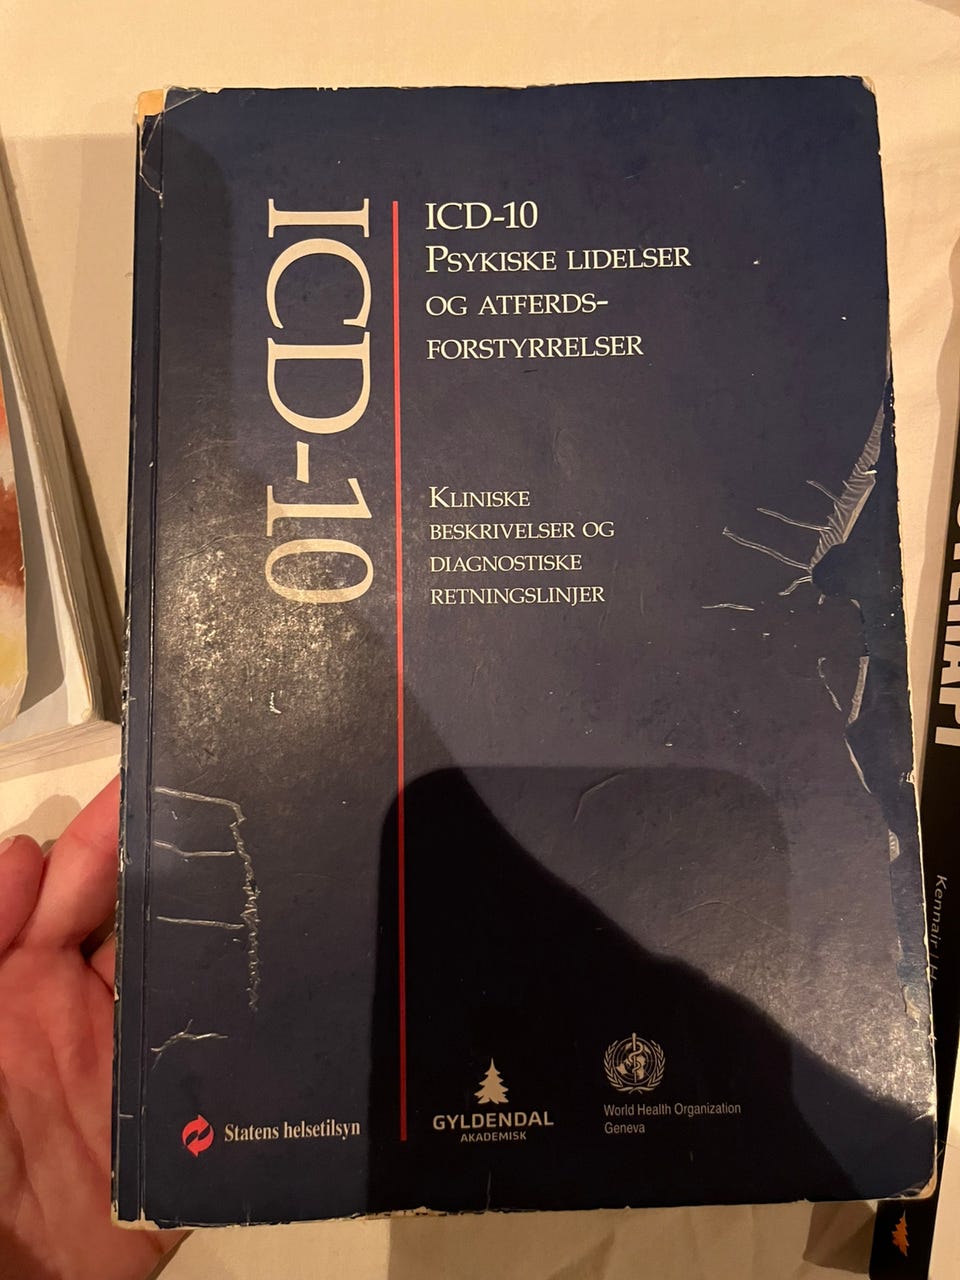 ICD-10
ICD-10
PSYKISKE LIDELSER
OG ATFERDS-
FORSTYRRELSER
KLINISKE
BESKRIVELSER OG
DIAGNOSTISKE
RETNINGSLINJER
Statens helsetilsyn
GYLDENDAL
AKADEMISK
World Health Organization
Geneva
Kennair |